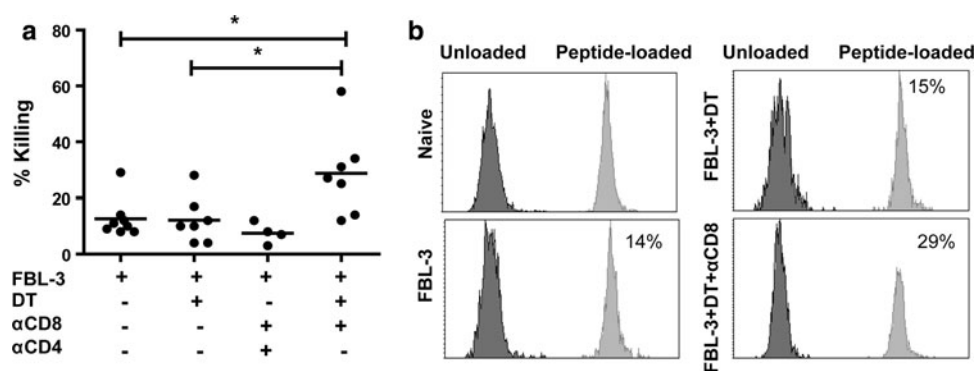 a
*
*
% Killing
80
60
40
20
0
FBL-3 + + + +
DT - + - +
αCD8 - - + +
αCD4 - - + -
b
Unloaded Peptide-loaded
Naive
FBL-3
14%
Unloaded Peptide-loaded
FBL-3+DT
15%
FBL-3+DT+αCD8
29%